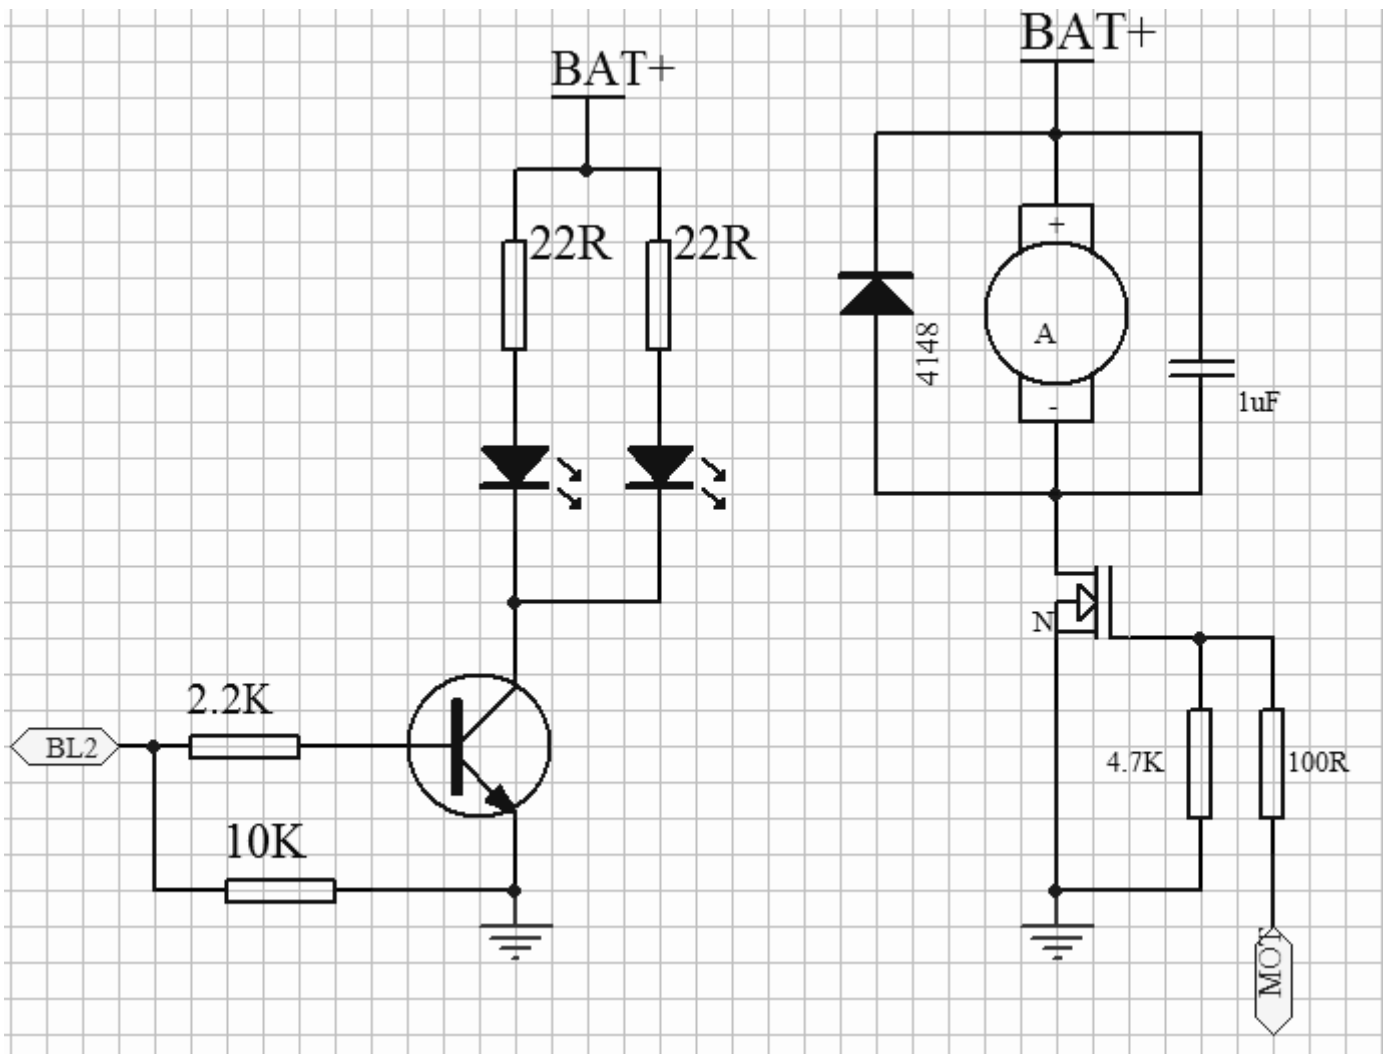 BAT+
BAT+
22R
22R
+
A
-
4148
1uF
N
2.2K
BL2
10K
4.7K
100R
MOT